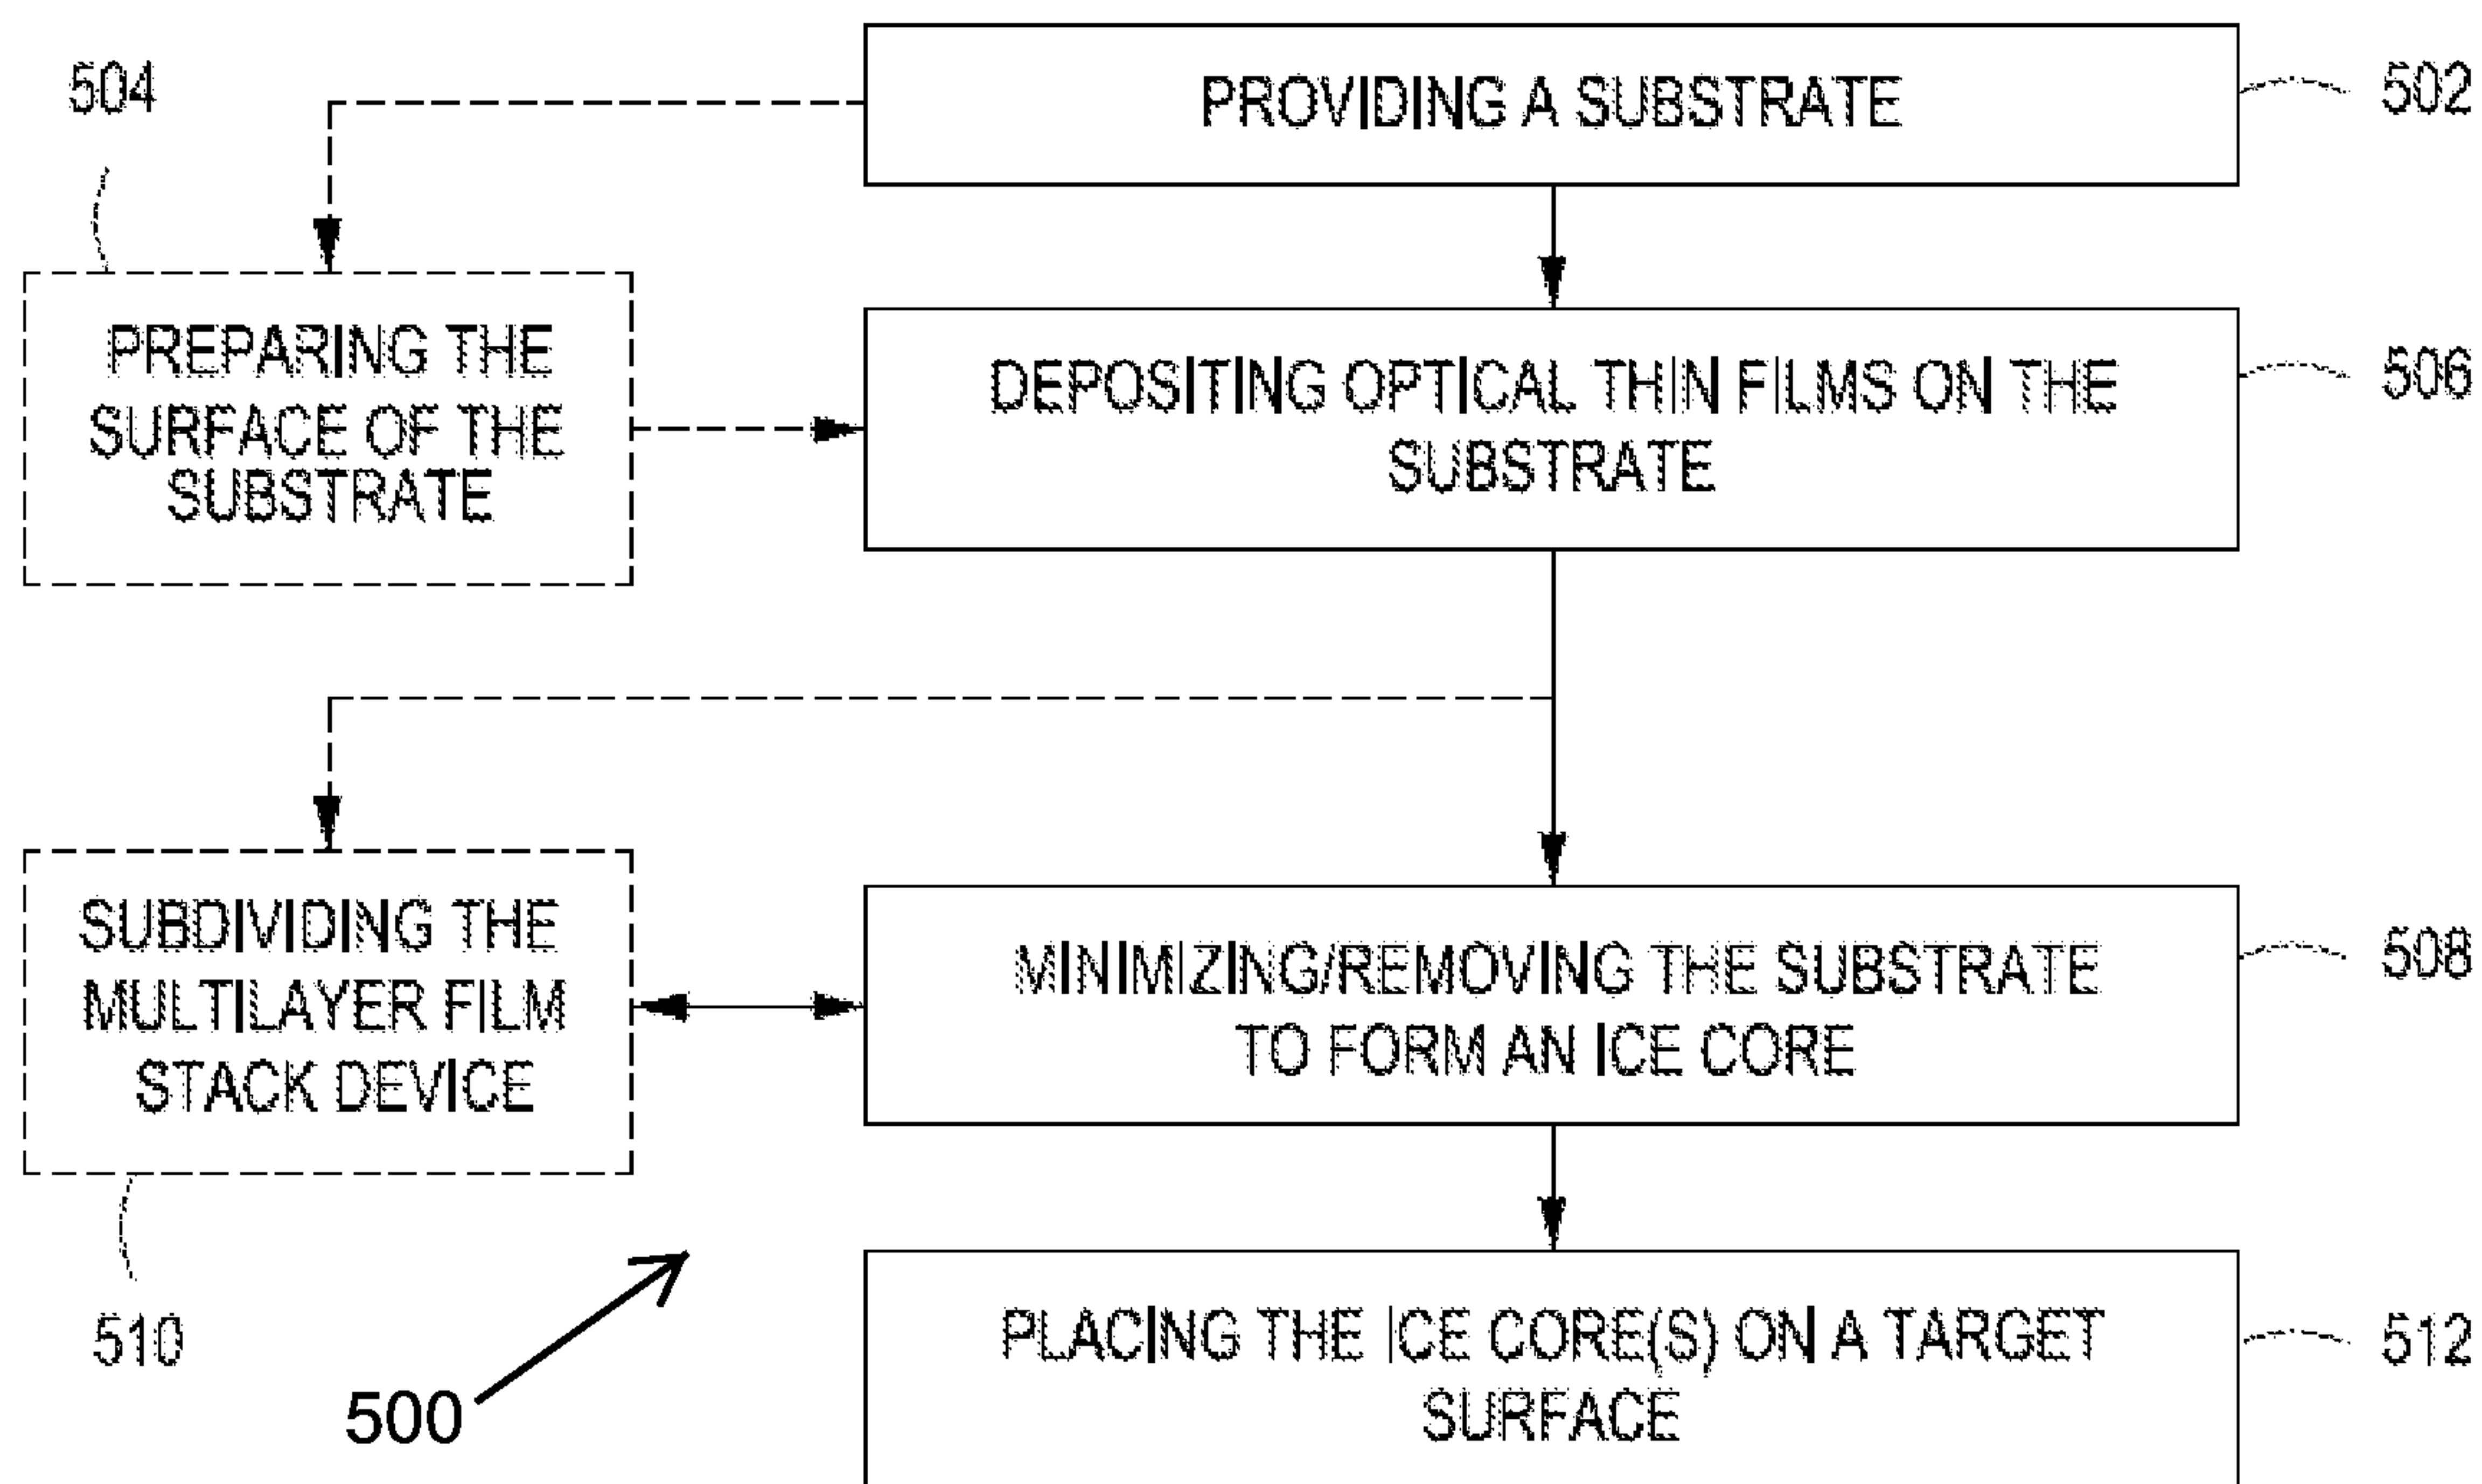 PROVIDING A SUBSTRATE
502
504
PREPARING THE
SURFACE OF THE
SUBSTRATE
DEPOSITING OPTICAL THIN FILMS ON THE
SUBSTRATE
506
SUBDIVIDING THE
MULTILAYER FILM
STACK DEVICE
510
MINIMIZING/REMOVING THE SUBSTRATE
TO FORM AN ICE CORE
508
PLACING THE ICE CORE(S) ON A TARGET
SURFACE
512
500